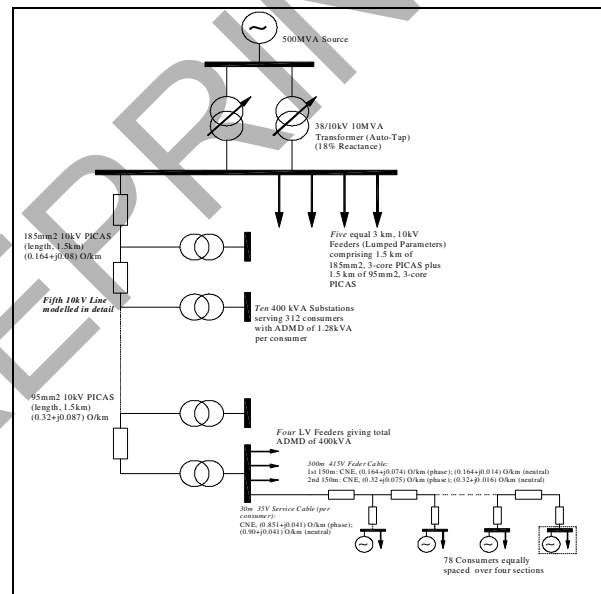 500MVA Source
38/10kV 10MVA
Transformer (Auto-Tap)
(18% Reactance)
185mm2 10kV PICAS
(length, 1.5km)
(0.164+j0.08) O/km
Five equal 3 km, 10kV
Feeders (Lumped Parameters)
comprising 1.5 km of
185mm2, 3-core PICAS plus
1.5 km of 95mm2, 3-core
PICAS
Fifth 10kV Line
modelled in detail
Ten 400 kVA Substations
serving 312 consumers
with ADMD of 1.28kVA
per consumer
95mm2 10kV PICAS
(length, 1.5km)
(0.32+j0.087) O/km
Four LV Feeders giving total
ADMD of 400kVA
300m 415V Feder Cable:
1st 150m: CNE, (0.164+j0.074) O/km (phase); (0.164+j0.014) O/km (neutral)
2nd 150m: CNE, (0.32+j0.075) O/km (phase); (0.32+j0.016) O/km (neutral)
30m 35V Service Cable (per
consumer):
CNE, (0.851+j0.041) O/km (phase);
(0.90+j0.041) O/km (neutral)
78 Consumers equally
spaced over four sections